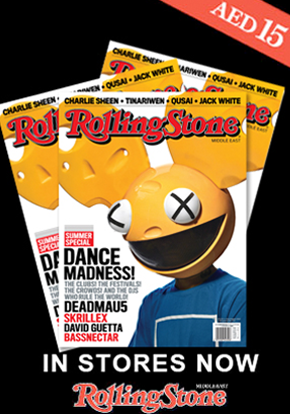 AED 15
CHARLIE SHEEN • TINARIWEN • QUSAI • JACK WHITE
CHARLIE SHEEN • TINARIWEN • QUSAI • JACK WHITE
RollingStone
MIDDLE EAST
SUMMER
SPECIAL
DANCE
MADNESS!
THE CLUBS! THE FESTIVALS!
THE CROWDS! AND THE DJS
WHO RULE THE WORLD!
DEADMAU5
SKRILLEX
DAVID GUETTA
BASSNECTAR
IN STORES NOW
MIDDLE EAST
RollingStone